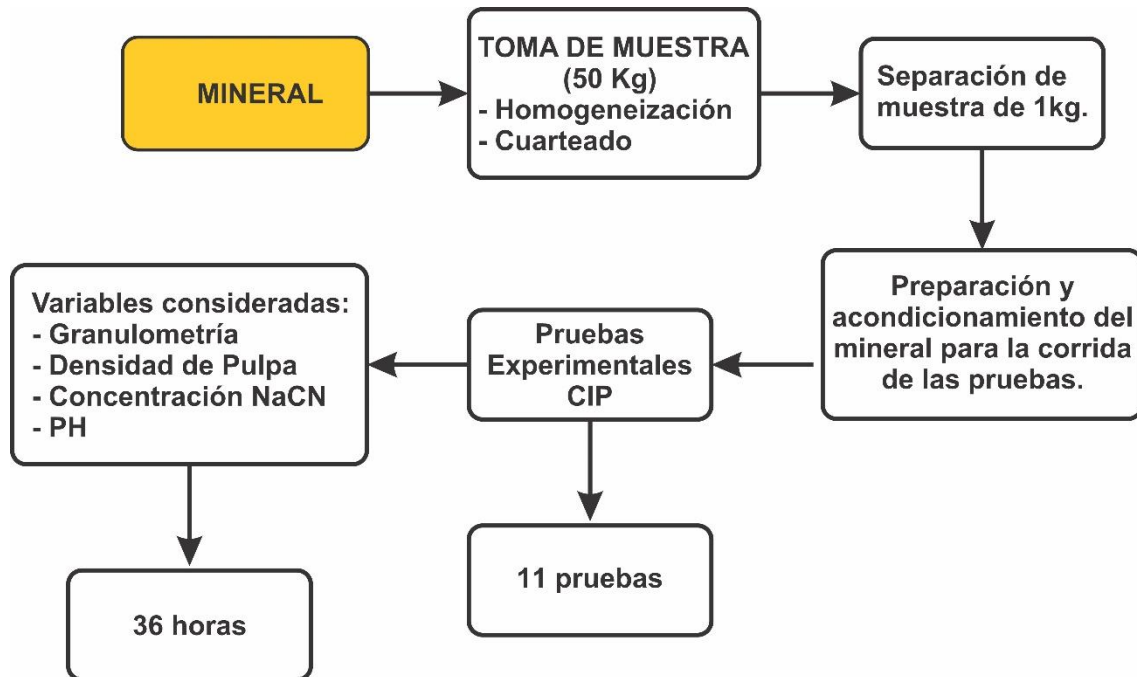 MINERAL
TOMA DE MUESTRA
(50 Kg)
- Homogeneización
- Cuarteado
Separación de
muestra de 1kg.
Preparación y
acondicionamiento del
mineral para la corrida
de las pruebas.
Pruebas
Experimentales
CIP
Variables consideradas:
- Granulometría
- Densidad de Pulpa
- Concentración NaCN
- PH
11 pruebas
36 horas